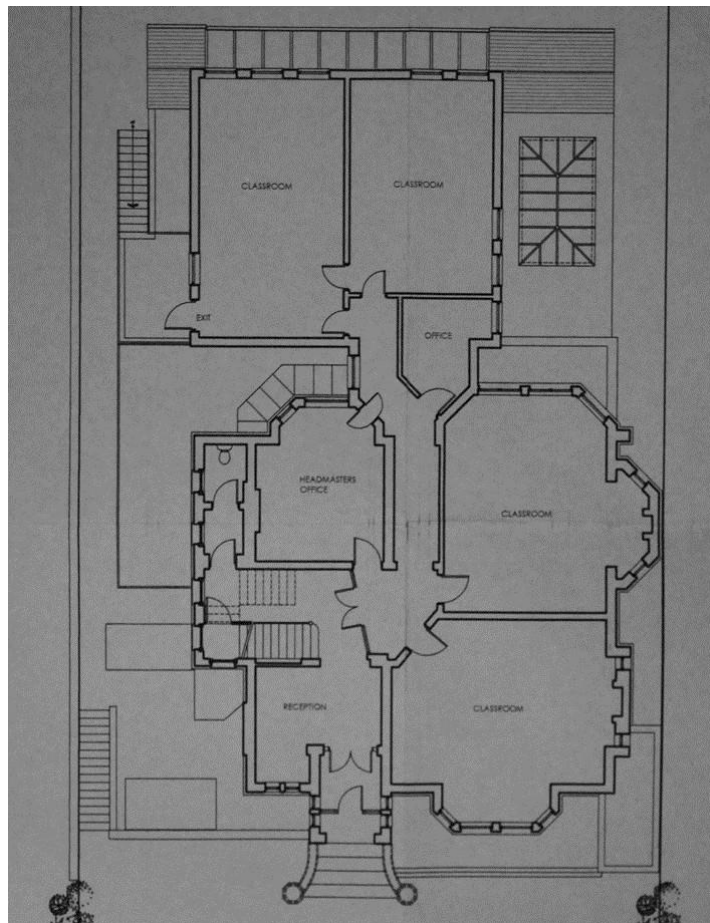 CLASSROOM
CLASSROOM
EXIT
OFFICE
HEADMASTERS
OFFICE
CLASSROOM
RECEPTION
CLASSROOM